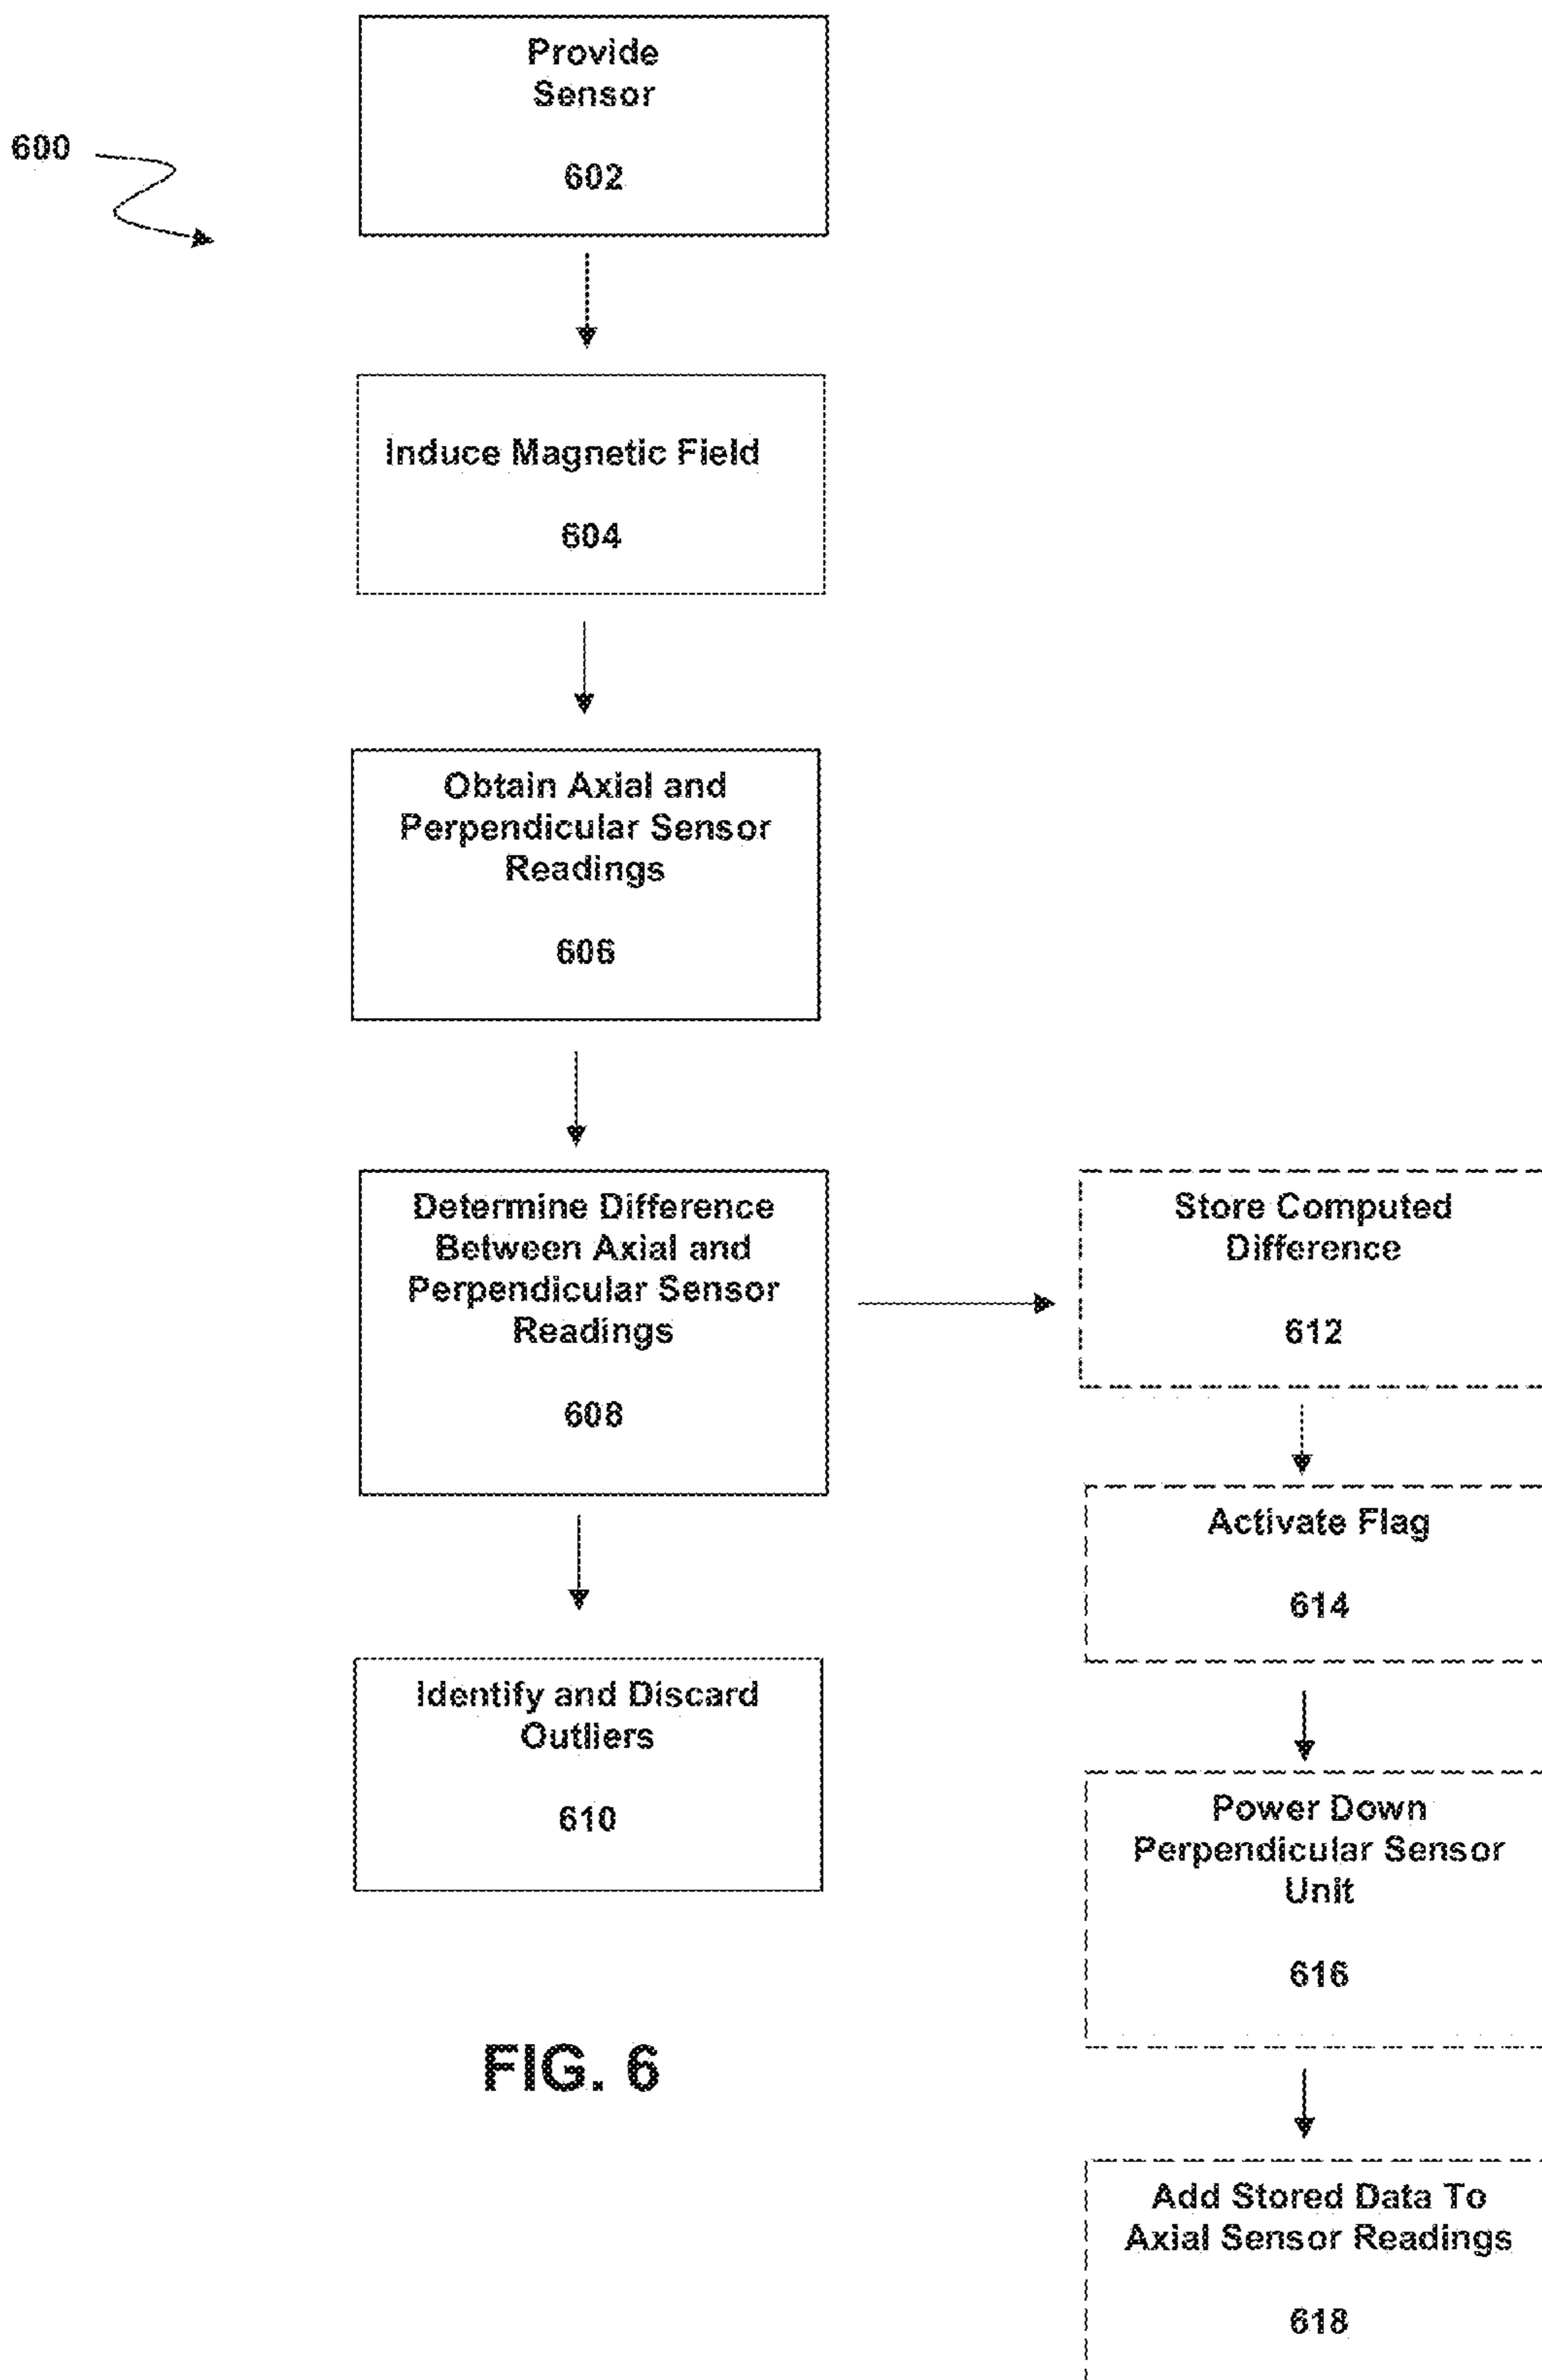 600
Provide
Sensor
602
Induce Magnetic Field
604
Obtain Axial and
Perpendicular Sensor
Readings
606
Determine Difference
Between Axial and
Perpendicular Sensor
Readings
608
Identify and Discard
Outliers
610
Store Computed
Difference
612
Activate Flag
614
Power Down
Perpendicular Sensor
Unit
616
Add Stored Data To
Axial Sensor Readings
618
FIG. 6